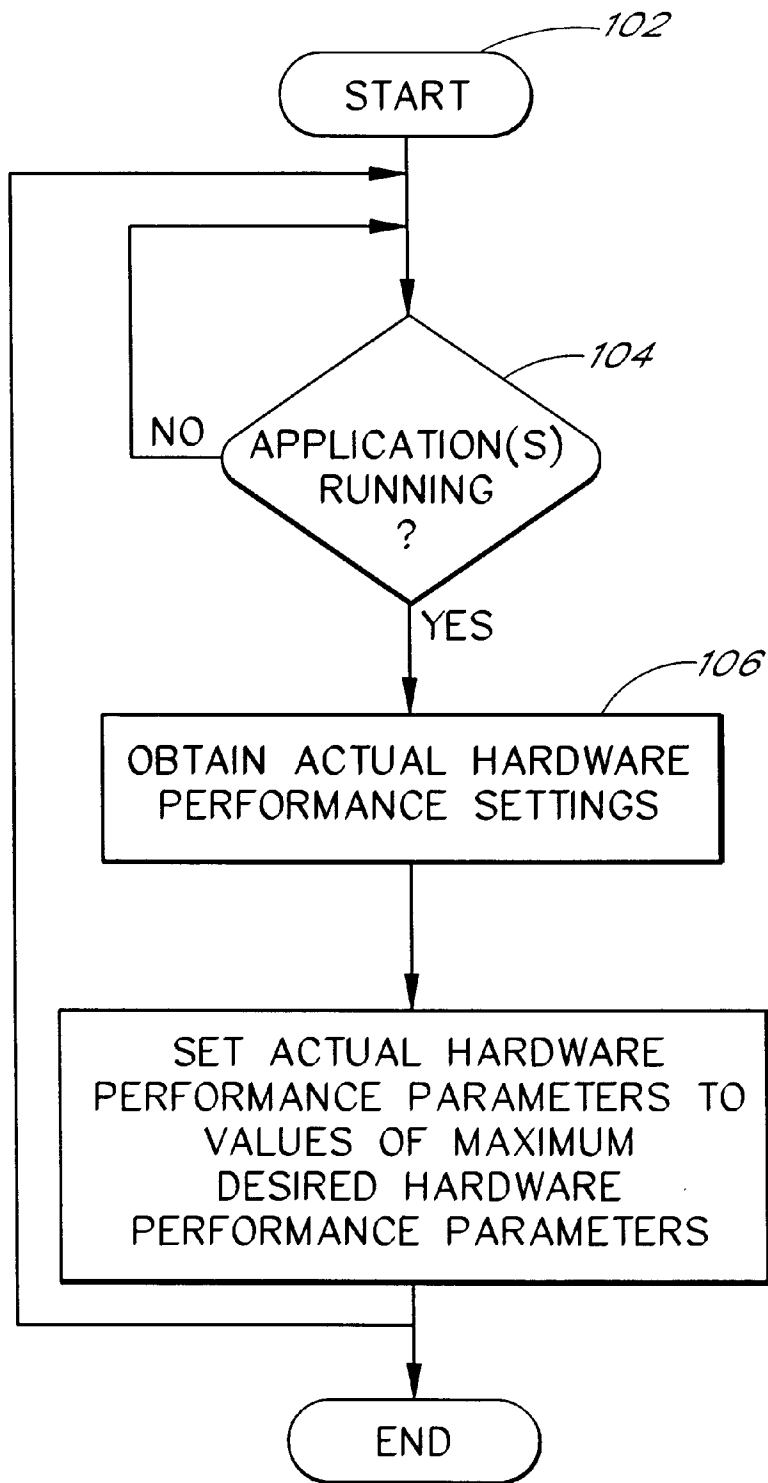 102
START
104
NO
APPLICATION(S)
RUNNING
?
YES
106
OBTAIN ACTUAL HARDWARE
PERFORMANCE SETTINGS
SET ACTUAL HARDWARE
PERFORMANCE PARAMETERS TO
VALUES OF MAXIMUM
DESIRED HARDWARE
PERFORMANCE PARAMETERS
END